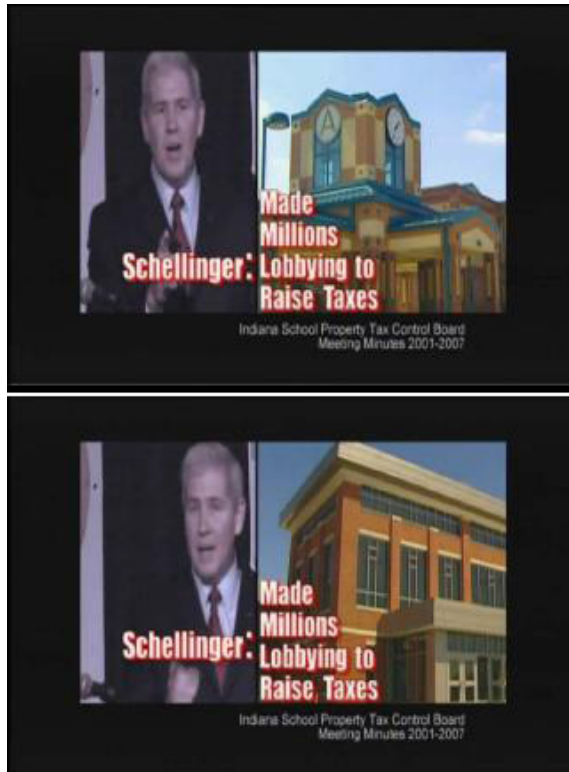 A
Made
Millions
Schellinger: Lobbying to
Raise Taxes
Indiana School Property Tax Control Board
Meeting Minutes 2001-2007
Made
Millions
Schellinger: Lobbying to
Raise Taxes
Indiana School Property Tax Control Board
Meeting Minutes 2001-2007